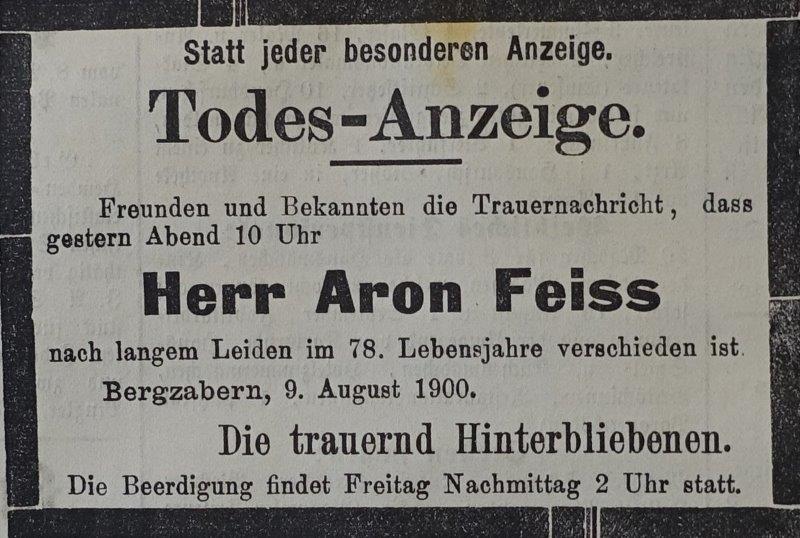 Statt jeder besonderen Anzeige.
Todes-Anzeige.
Freunden und Bekannten die Trauernachricht, dass
gestern Abend 10 Uhr
Herr Aron Feiss
nach langem Leiden im 78. Lebensjahre verschieden ist.
Bergzabern, 9. August 1900.
Die trauernd Hinterbliebenen.
Die Beerdigung findet Freitag Nachmittag 2 Uhr statt.